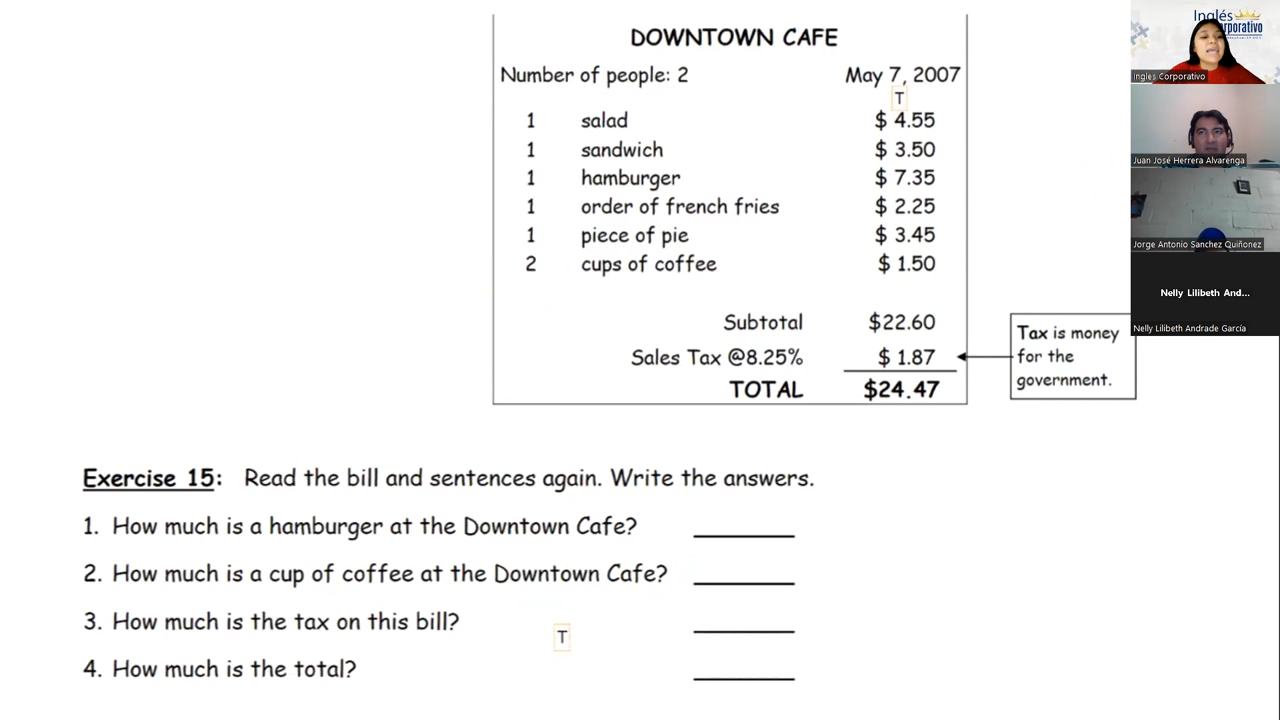 DOWNTOWN CAFE
Number of people: 2 May 7, 2007
T
1 salad $ 4.55
1 sandwich $ 3.50
1 hamburger $ 7.35
1 order of french fries $ 2.25
1 piece of pie $ 3.45
2 cups of coffee $ 1.50
Subtotal $22.60
Sales Tax @8.25% $ 1.87
TOTAL $24.47
Tax is money
for the
government.
Exercise 15: Read the bill and sentences again. Write the answers.
1. How much is a hamburger at the Downtown Cafe?
2. How much is a cup of coffee at the Downtown Cafe?
3. How much is the tax on this bill?
T
4. How much is the total?
Inglés
orporativo
Ingles Corporativo
Juan José Herrera Alvarenga
Jorge Antonio Sanchez Quiñonez
Nelly Lilibeth And...
Nelly Lilibeth Andrade García